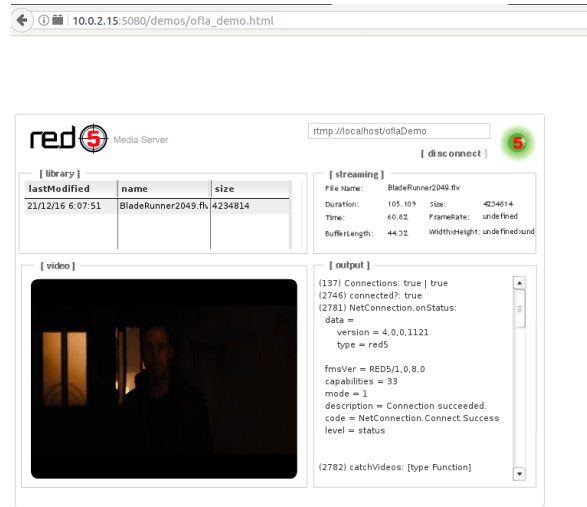 10.0.2.15:5080/demos/ofla_demo.html
red5 Media Server
rtmp://localhost/oflaDemo
5
[ disconnect ]
[ library ]
lastModified name size
21/12/16 6:07:51 BladeRunner2049.flv 4234814
[ streaming ]
File Name: BladeRunner2049.flv
Duration: 105.109 Size: 4234814
Time: 60.82 FrameRate: undefined
BufferLength: 44.32 WidthxHeight: undefinedxund
[ video ]
[ output ]
(137) Connections: true | true
(2746) connected?: true
(2781) NetConnection.onStatus:
data =
version = 4,0,0,1121
type = red5
fmsVer = RED5/1,0,8,0
capabilities = 33
mode = 1
description = Connection succeeded.
code = NetConnection.Connect.Success
level = status
(2782) catchVideos: [type Function]